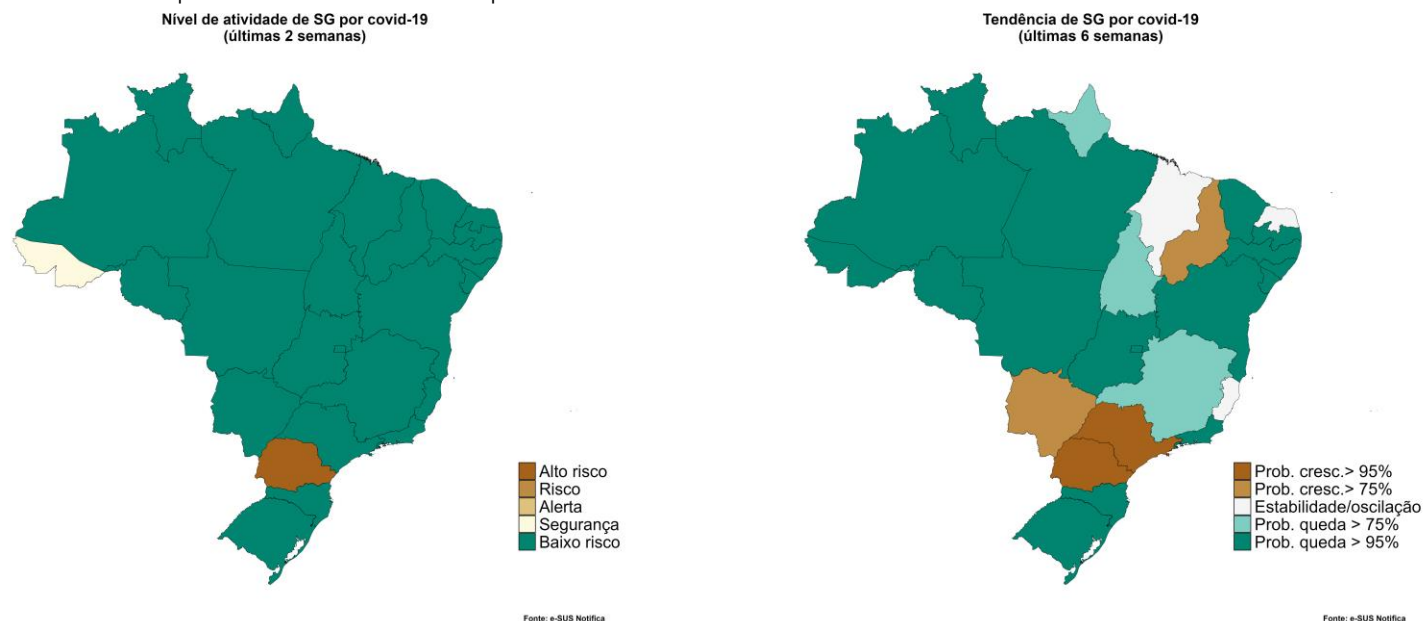 Nível de atividade de SG por covid-19
(últimas 2 semanas)
Alto risco
Risco
Alerta
Segurança
Baixo risco
Fonte: e-SUS Notifica
Tendência de SG por covid-19
(últimas 6 semanas)
Prob. cresc.> 95%
Prob. cresc.> 75%
Estabilidade/oscilação
Prob. queda > 75%
Prob. queda > 95%
Fonte: e-SUS Notifica